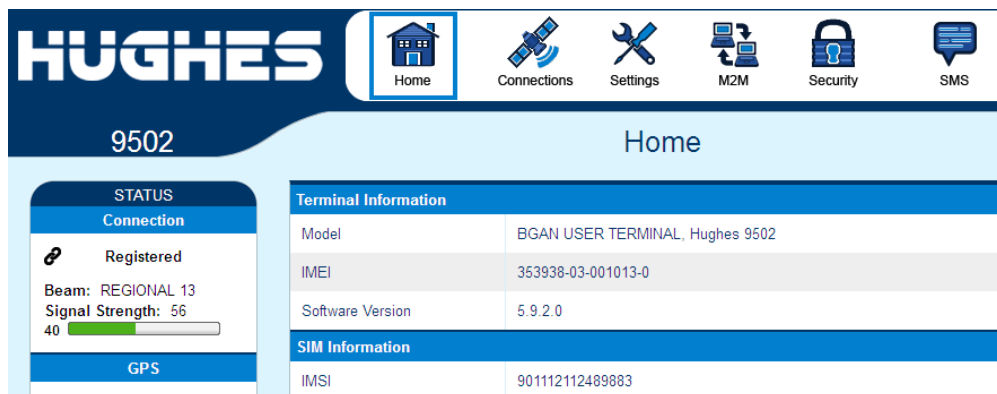 HUGHES
Home
Connections
Settings
M2M
Security
SMS
9502
Home
STATUS
Connection
Registered
Beam: REGIONAL 13
Signal Strength: 56
40
GPS
Terminal Information
Model BGAN USER TERMINAL, Hughes 9502
IMEI 353938-03-001013-0
Software Version 5.9.2.0
SIM Information
IMSI 901112112489883